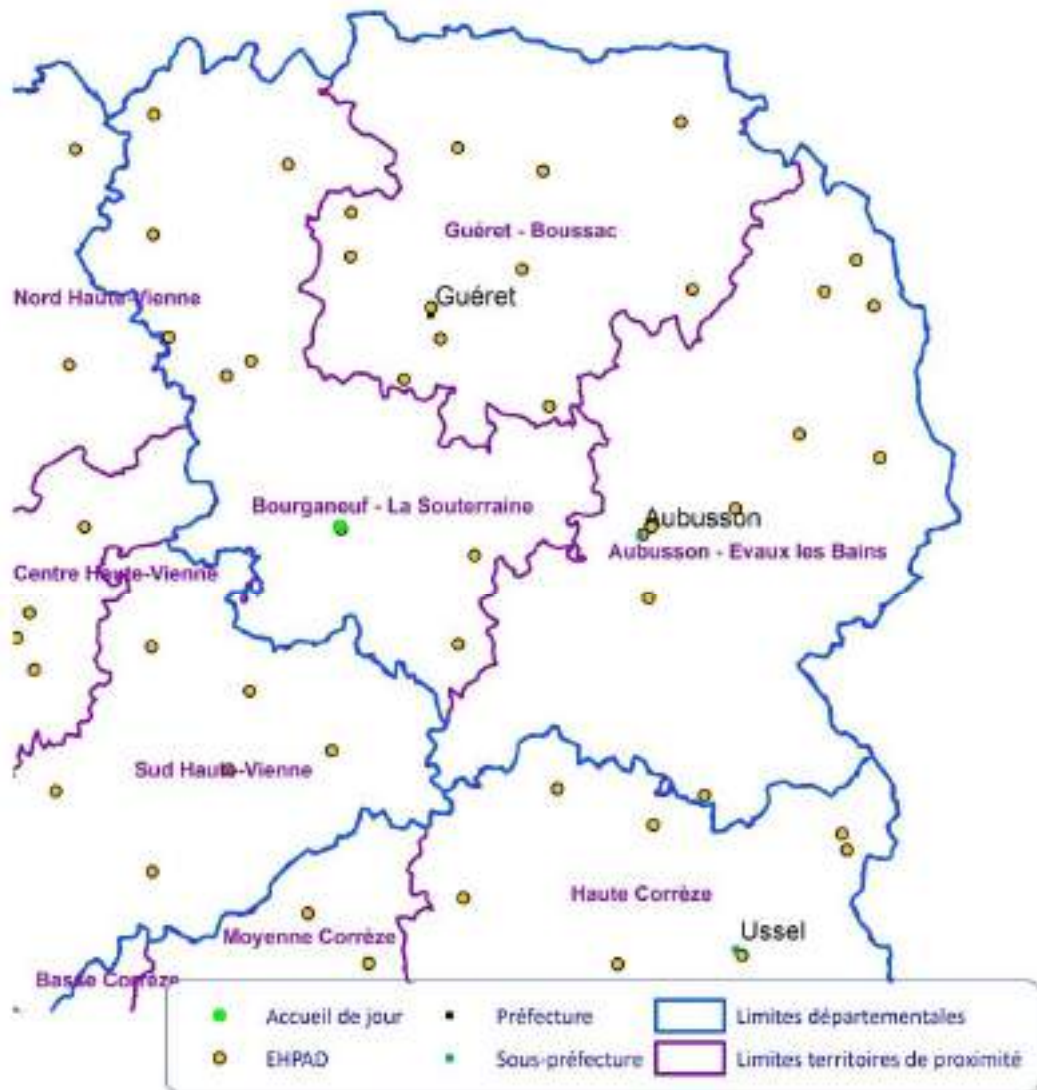 Guéret - Boussac
Nord Haute-Vienne
Guéret
Bourganeuf - La Souterraine
Aubusson
Aubusson - Evaux les Bains
Centre Haute-Vienne
Sud Haute-Vienne
Haute Corrèze
Ussel
Moyenne Corrèze
Basse Corrèze
Accueil de jour
Préfecture
Limites départementales
EHPAD
Sous-préfecture
Limites territoires de proximité